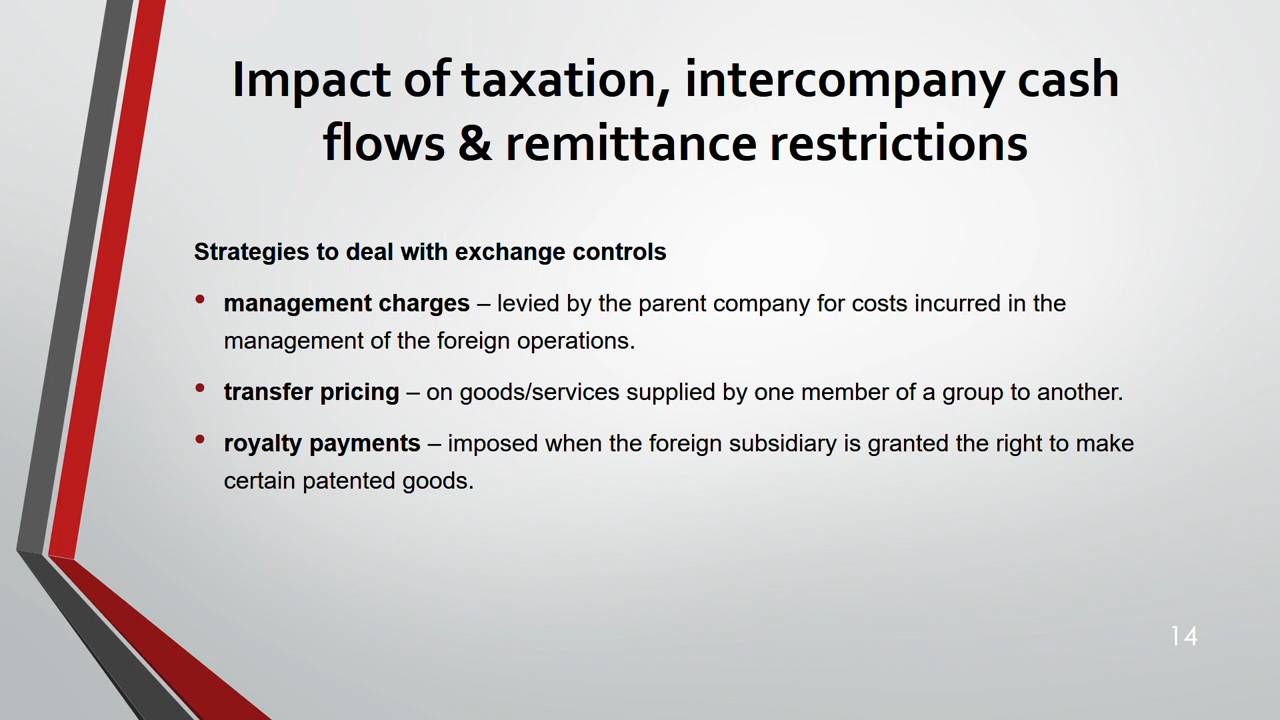 Impact of taxation, intercompany cash
flows & remittance restrictions
Strategies to deal with exchange controls
• management charges – levied by the parent company for costs incurred in the
management of the foreign operations.
• transfer pricing – on goods/services supplied by one member of a group to another.
• royalty payments – imposed when the foreign subsidiary is granted the right to make
certain patented goods.
14